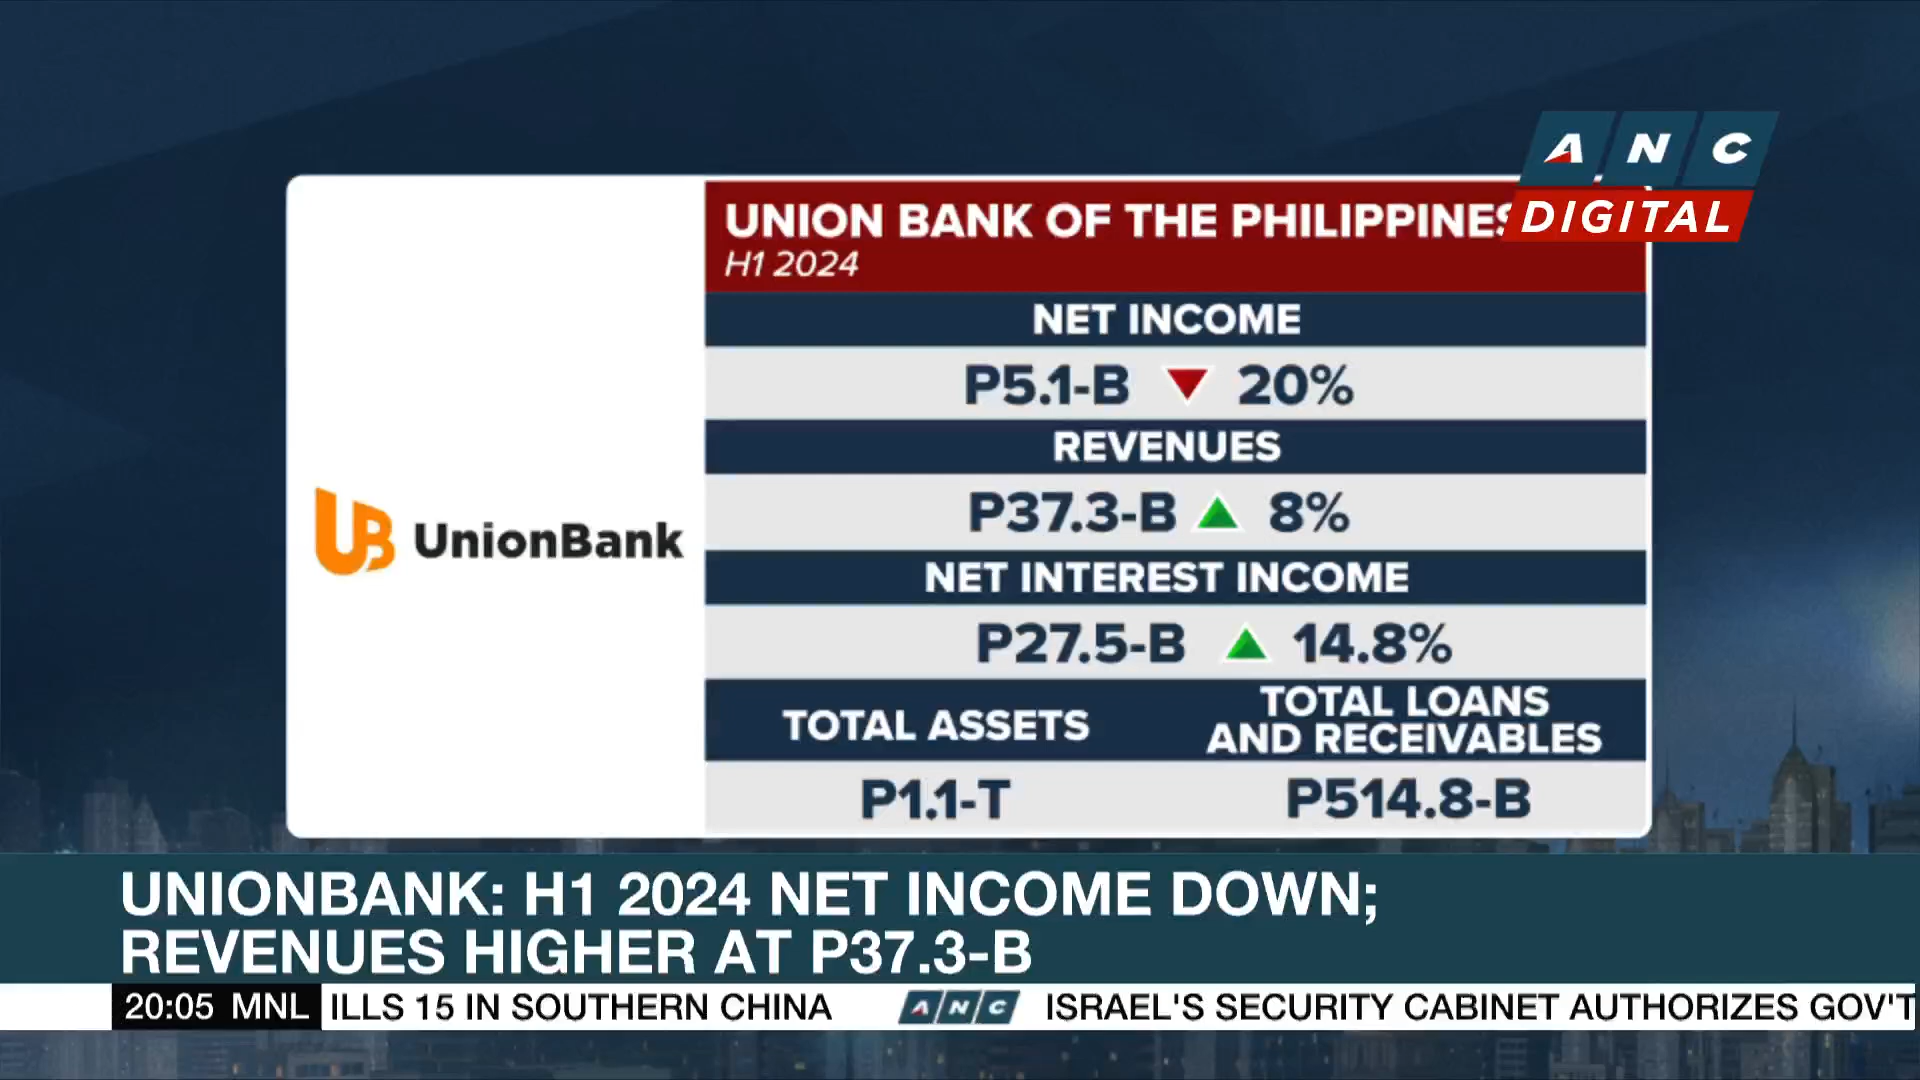 ANC
DIGITAL
UNION BANK OF THE PHILIPPINES
H1 2024
NET INCOME
P5.1-B 20%
REVENUES
P37.3-B 8%
UB UnionBank
NET INTEREST INCOME
P27.5-B 14.8%
TOTAL ASSETS
TOTAL LOANS
AND RECEIVABLES
P1.1-T
P514.8-B
UNIONBANK: H1 2024 NET INCOME DOWN;
REVENUES HIGHER AT P37.3-B
20:05 MNL ILLS 15 IN SOUTHERN CHINA ANC ISRAEL'S SECURITY CABINET AUTHORIZES GOV'T